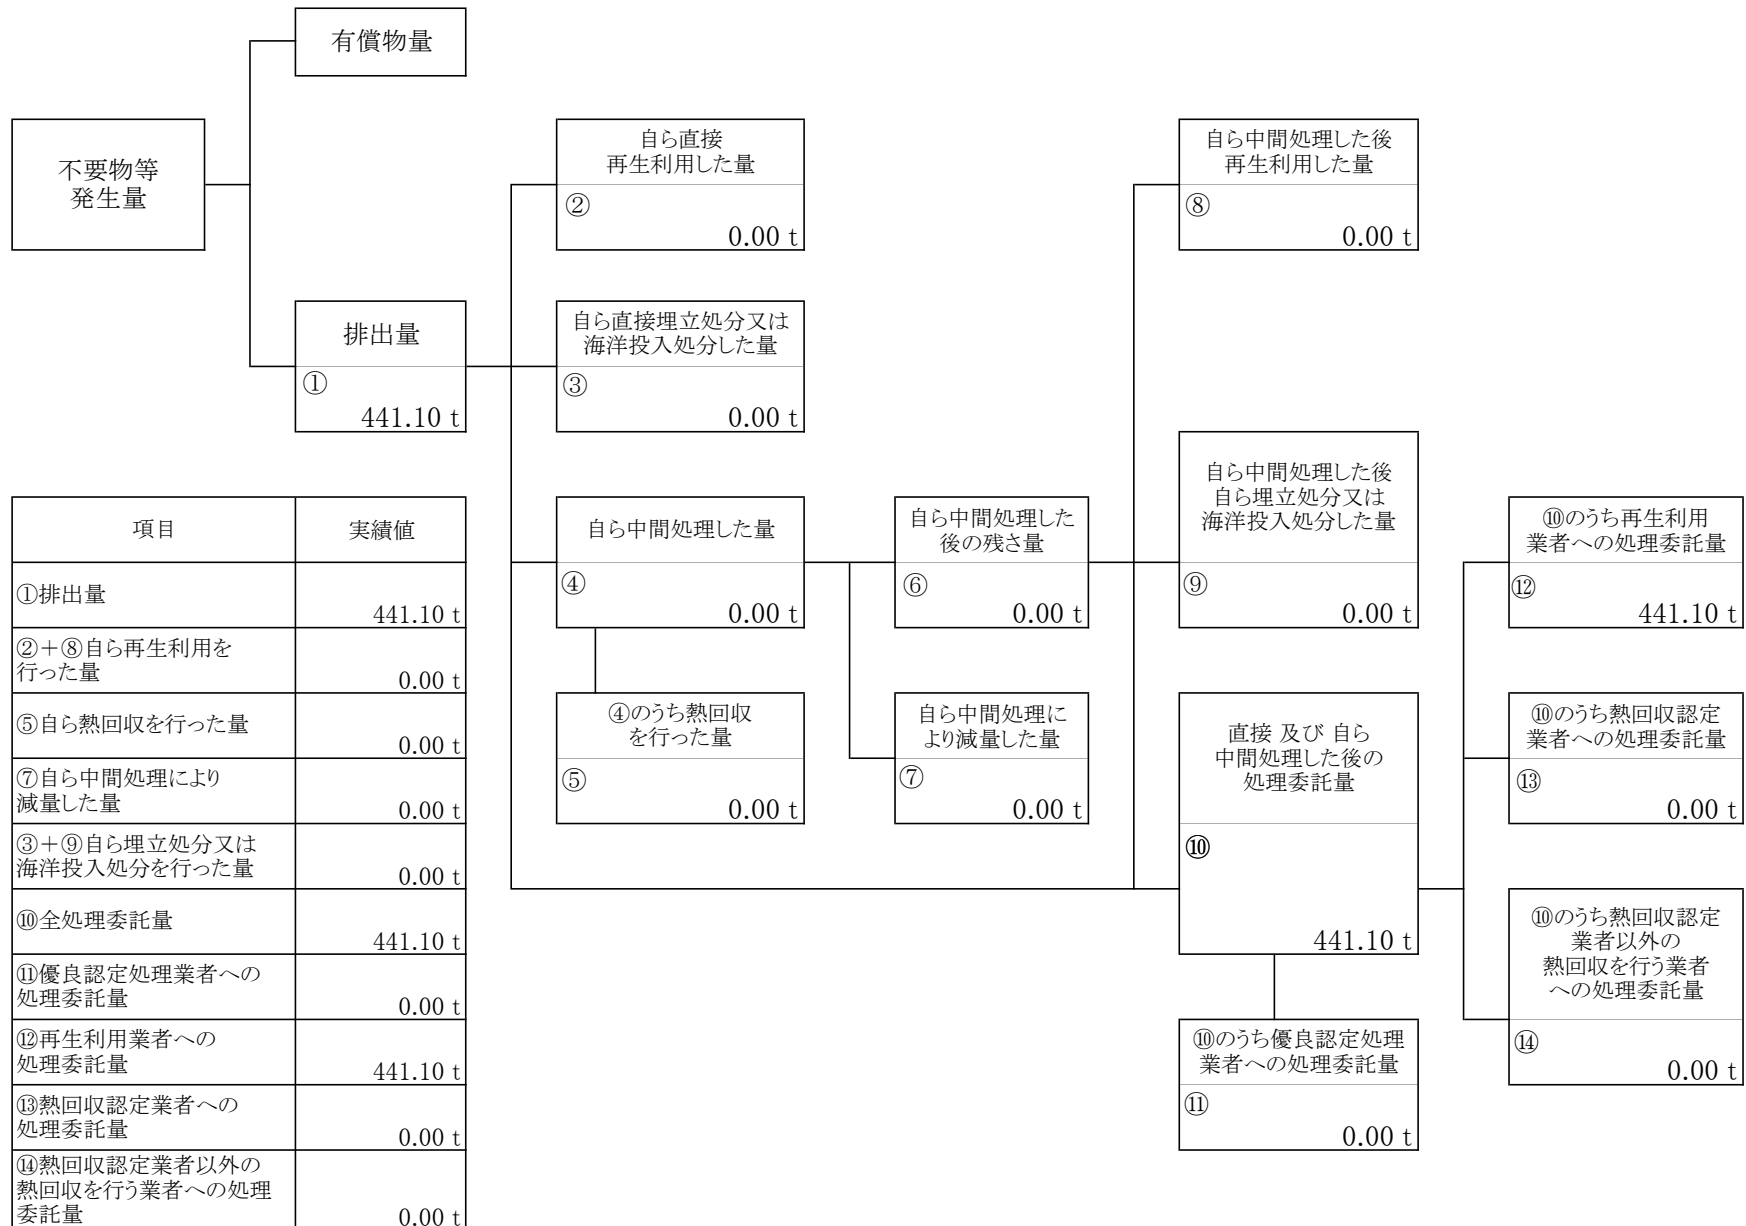 有償物量
不要物等
発生量
排出量
①
441.10 t
自ら直接
再生利用した量
②
0.00 t
自ら直接埋立処分又は
海洋投入処分した量
③
0.00 t
自ら中間処理した量
④
0.00 t
④のうち熱回収
を行った量
⑤
0.00 t
自ら中間処理した
後の残さ量
⑥
0.00 t
自ら中間処理に
より減量した量
⑦
0.00 t
自ら中間処理した後
再生利用した量
⑧
0.00 t
自ら中間処理した後
自ら埋立処分又は
海洋投入処分した量
⑨
0.00 t
直接 及び 自ら
中間処理した後の
処理委託量
⑩
441.10 t
⑩のうち優良認定処理
業者への処理委託量
⑪
0.00 t
⑩のうち再生利用
業者への処理委託量
⑫
441.10 t
⑩のうち熱回収認定
業者への処理委託量
⑬
0.00 t
⑩のうち熱回収認定
業者以外の
熱回収を行う業者
への処理委託量
⑭
0.00 t
項目 実績値
①排出量
441.10 t
②＋⑧自ら再生利用を
行った量
0.00 t
⑤自ら熱回収を行った量
0.00 t
⑦自ら中間処理により
減量した量
0.00 t
③＋⑨自ら埋立処分又は
海洋投入処分を行った量
0.00 t
⑩全処理委託量
441.10 t
⑪優良認定処理業者への
処理委託量
0.00 t
⑫再生利用業者への
処理委託量
441.10 t
⑬熱回収認定業者への
処理委託量
0.00 t
⑭熱回収認定業者以外の
熱回収を行う業者への処理
委託量
0.00 t